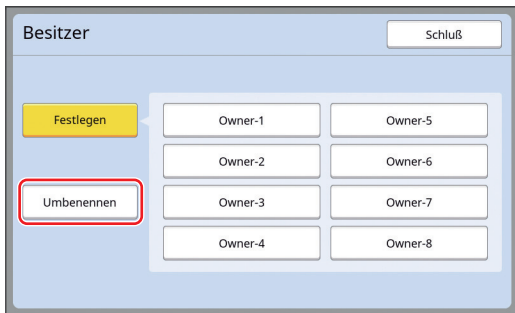 Besitzer
Schluß
Festlegen
Owner-1
Owner-5
Owner-2
Owner-6
Umbenennen
Owner-3
Owner-7
Owner-4
Owner-8